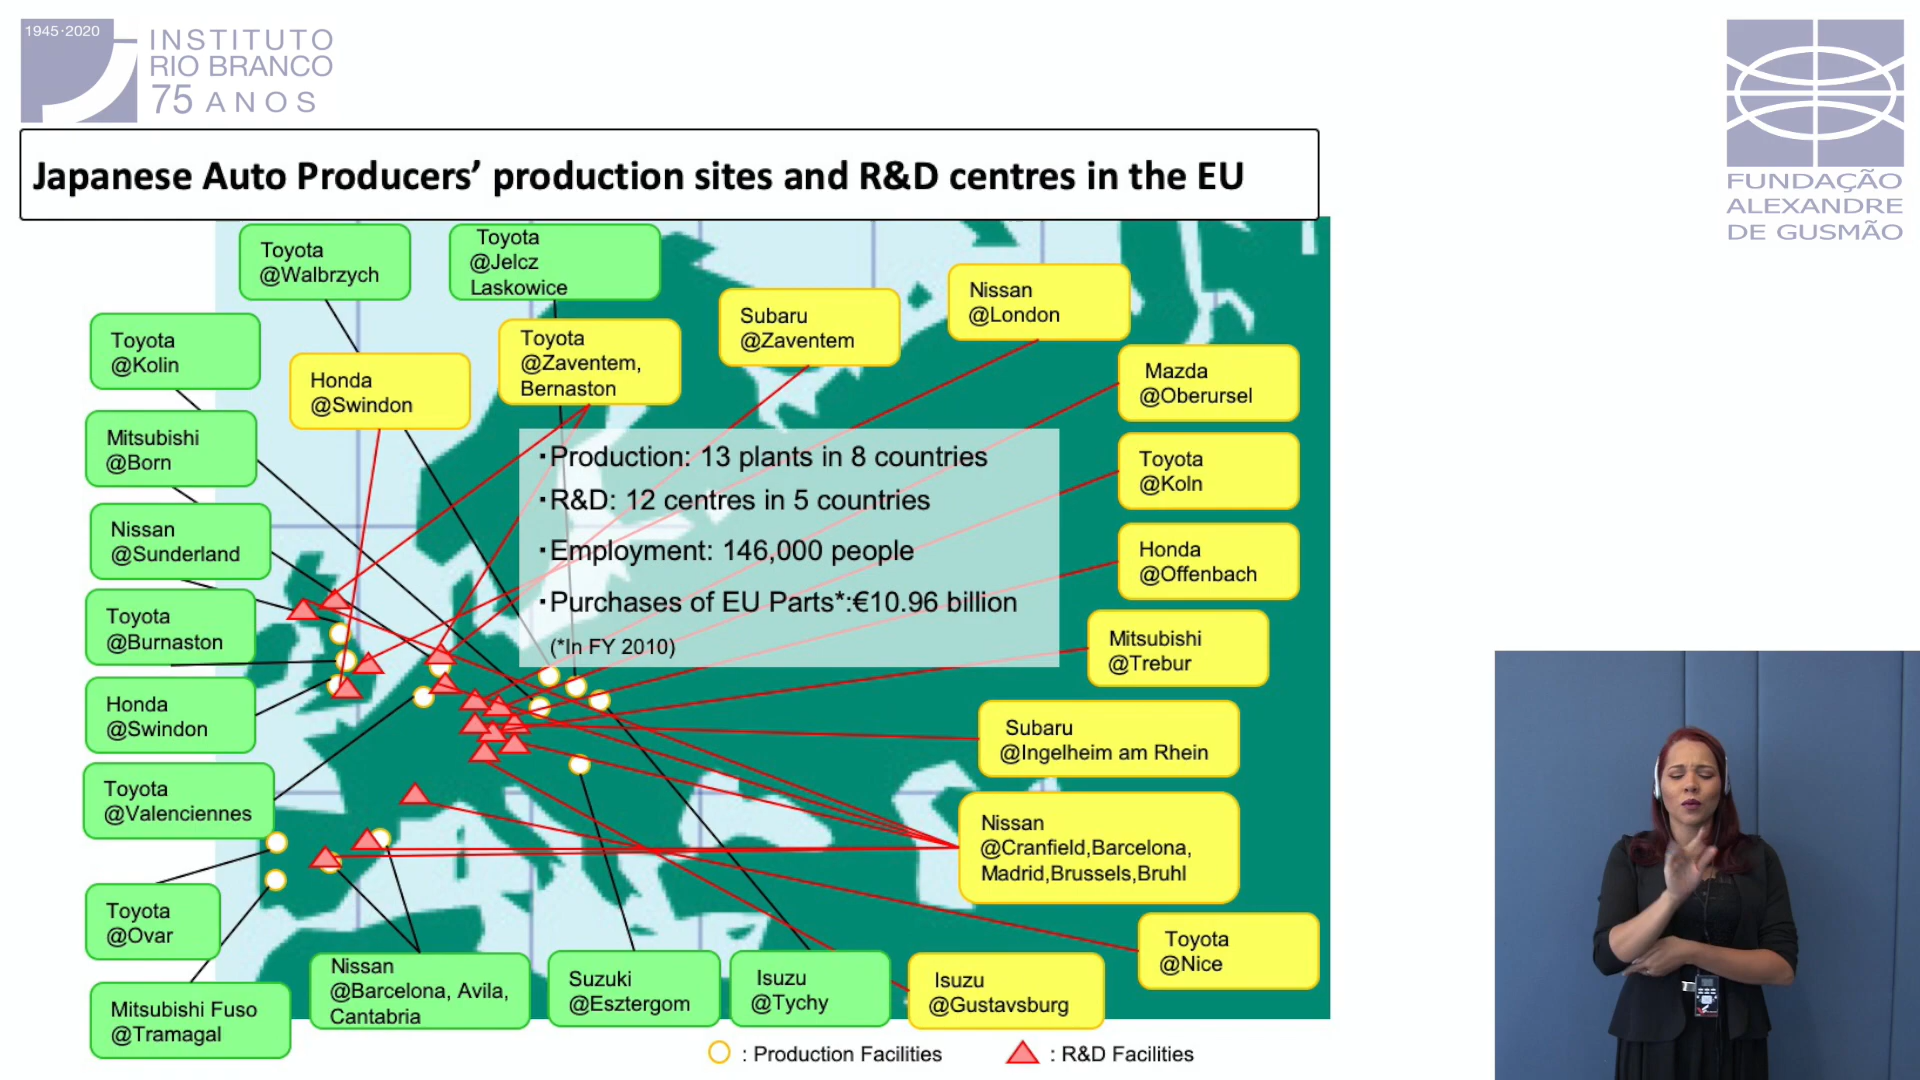 1945·2020
INSTITUTO
RIO BRANCO
75 ANOS
FUNDAÇÃO
ALEXANDRE
DE GUSMÃO
Japanese Auto Producers’ production sites and R&D centres in the EU
Toyota
@Walbrzych
Toyota
@Jelcz
Laskowice
Toyota
@Kolin
Honda
@Swindon
Toyota
@Zaventem,
Bernaston
Subaru
@Zaventem
Nissan
@London
Mitsubishi
@Born
Mazda
@Oberursel
Nissan
@Sunderland
Toyota
@Koln
Toyota
@Burnaston
Honda
@Offenbach
Honda
@Swindon
Mitsubishi
@Trebur
Toyota
@Valenciennes
Subaru
@Ingelheim am Rhein
Toyota
@Ovar
Nissan
@Cranfield,Barcelona,
Madrid,Brussels,Bruhl
Mitsubishi Fuso
@Tramagal
Nissan
@Barcelona, Avila,
Cantabria
Suzuki
@Esztergom
Isuzu
@Tychy
Isuzu
@Gustavsburg
Toyota
@Nice
・Production: 13 plants in 8 countries
・R&D: 12 centres in 5 countries
・Employment: 146,000 people
・Purchases of EU Parts*:€10.96 billion
(*In FY 2010)
: Production Facilities
: R&D Facilities